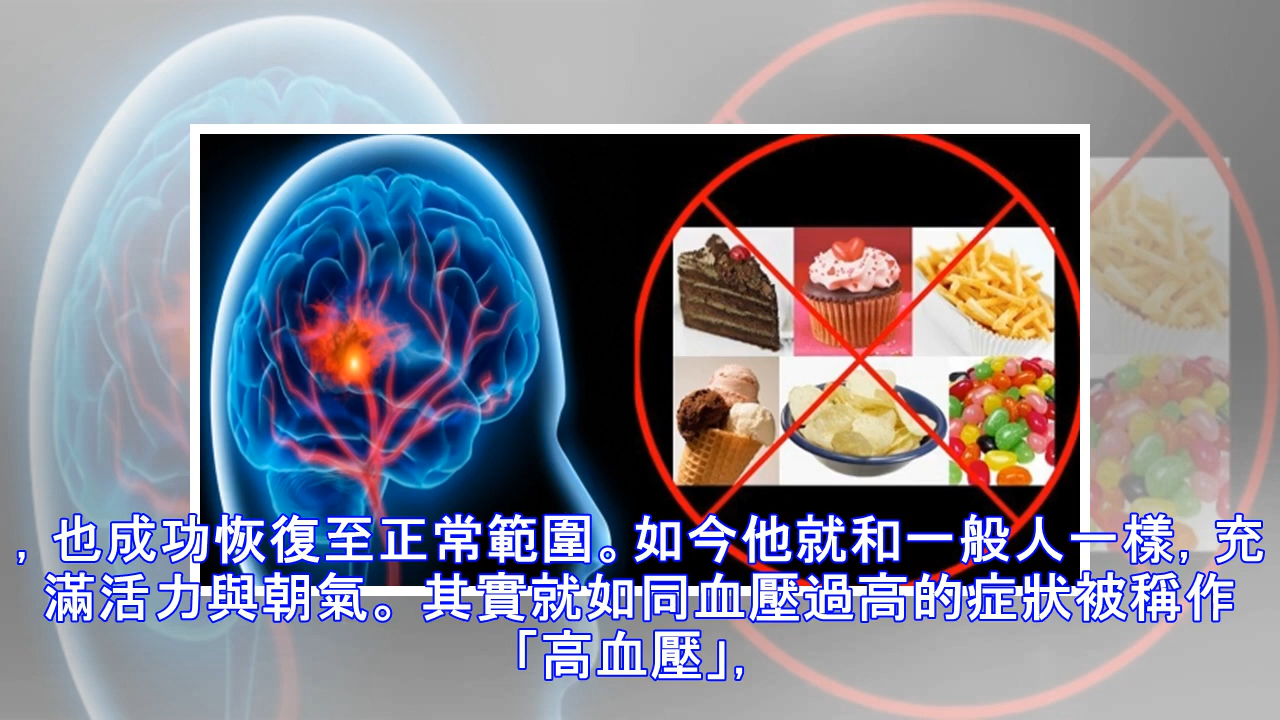 , 也成功恢復至正常範圍。如今他就和一般人一樣, 充
滿活力與朝氣。其實就如同血壓過高的症狀被稱作
「高血壓」,